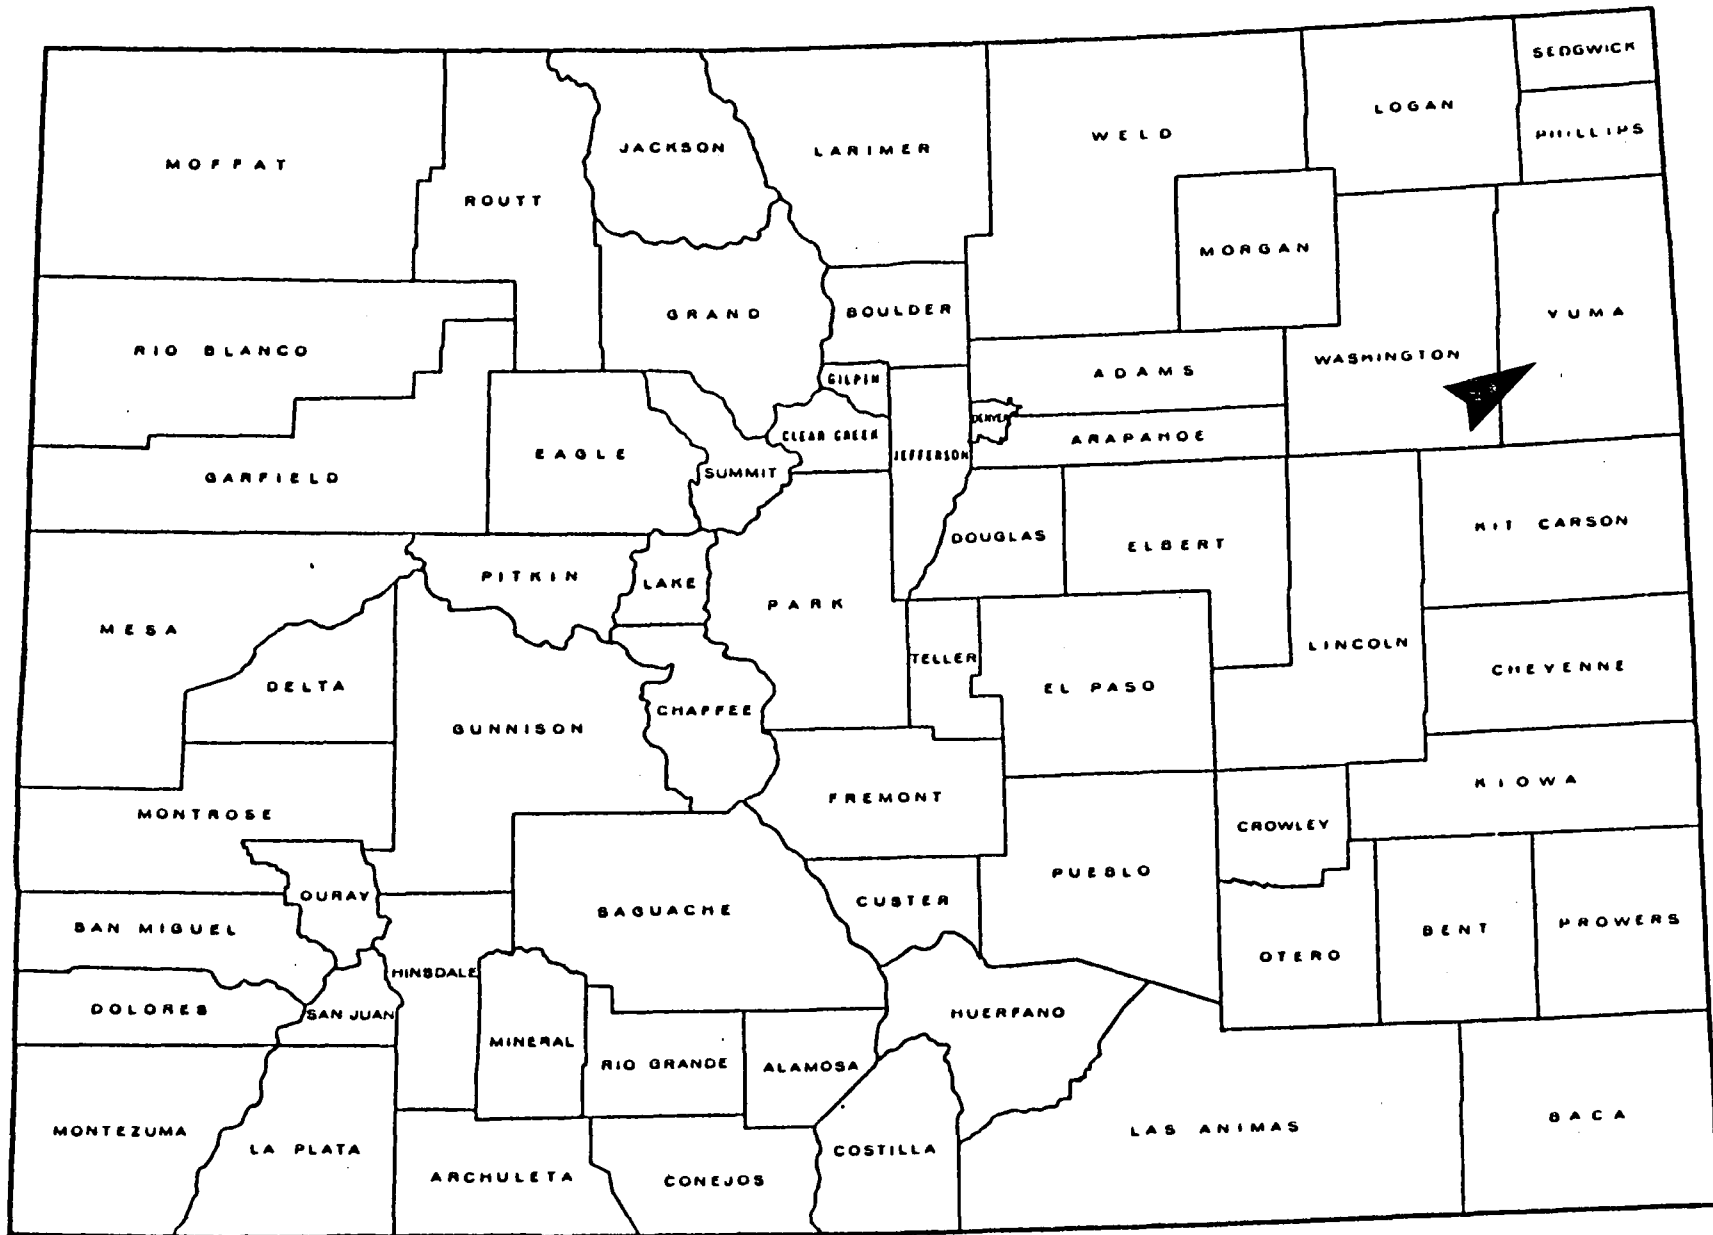 SEDGWICK
LOGAN
WELD
PHILLIPS
JACKSON
LARIMER
MOFFAT
ROUTT
MORGAN
GRAND
BOULDER
YUMA
RIO BLANCO
WASHINGTON
GILPIN
ADAMS
DENVER
CLEAR CREEK
ARAPAHOE
EAGLE
JEFFERSON
SUMMIT
GARFIELD
KIT CARSON
DOUGLAS
ELBERT
PITKIN
LAKE
PARK
MESA
LINCOLN
TELLER
CHEYENNE
DELTA
EL PASO
CHAFFEE
GUNNISON
KIOWA
FREMONT
MONTROSE
CROWLEY
PUEBLO
OURAY
CUSTER
SAGUACHE
SAN MIGUEL
BENT
PROWERS
OTERO
HINSDALE
DOLORES
SAN JUAN
HUERFANO
MINERAL
RIO GRANDE
ALAMOSA
MONTEZUMA
LAS ANIMAS
BACA
LA PLATA
COSTILLA
ARCHULETA
CONEJOS